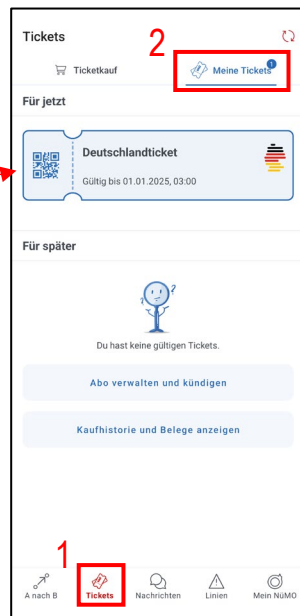 Tickets
2
Ticketkauf
Meine Tickets
1
Für jetzt
Deutschlandticket
Gültig bis 01.01.2025, 03:00
Für später
? ?
Du hast keine gültigen Tickets.
Abo verwalten und kündigen
Kaufhistorie und Belege anzeigen
1
A nach B Tickets Nachrichten Linien Mein NüMO